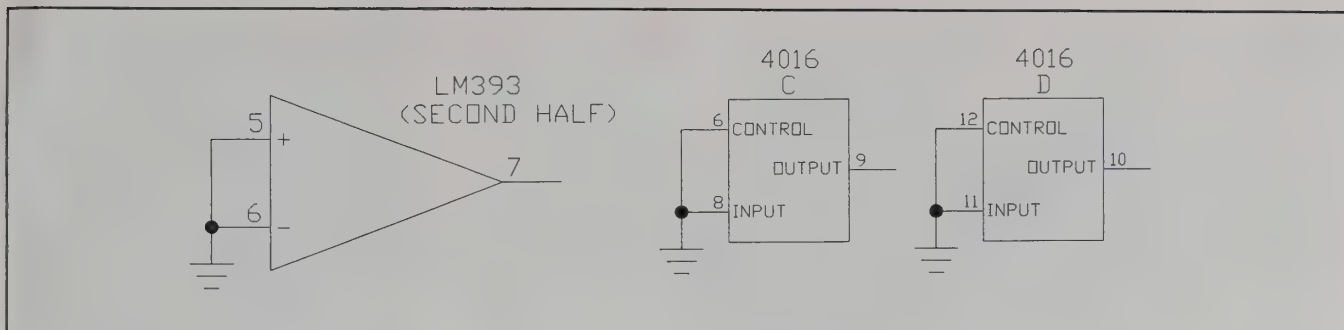 LM393
(SECOND HALF)
5
+
7
6
−
4016
C
6
CONTROL
OUTPUT
9
8
INPUT
4016
D
12
CONTROL
OUTPUT
10
11
INPUT